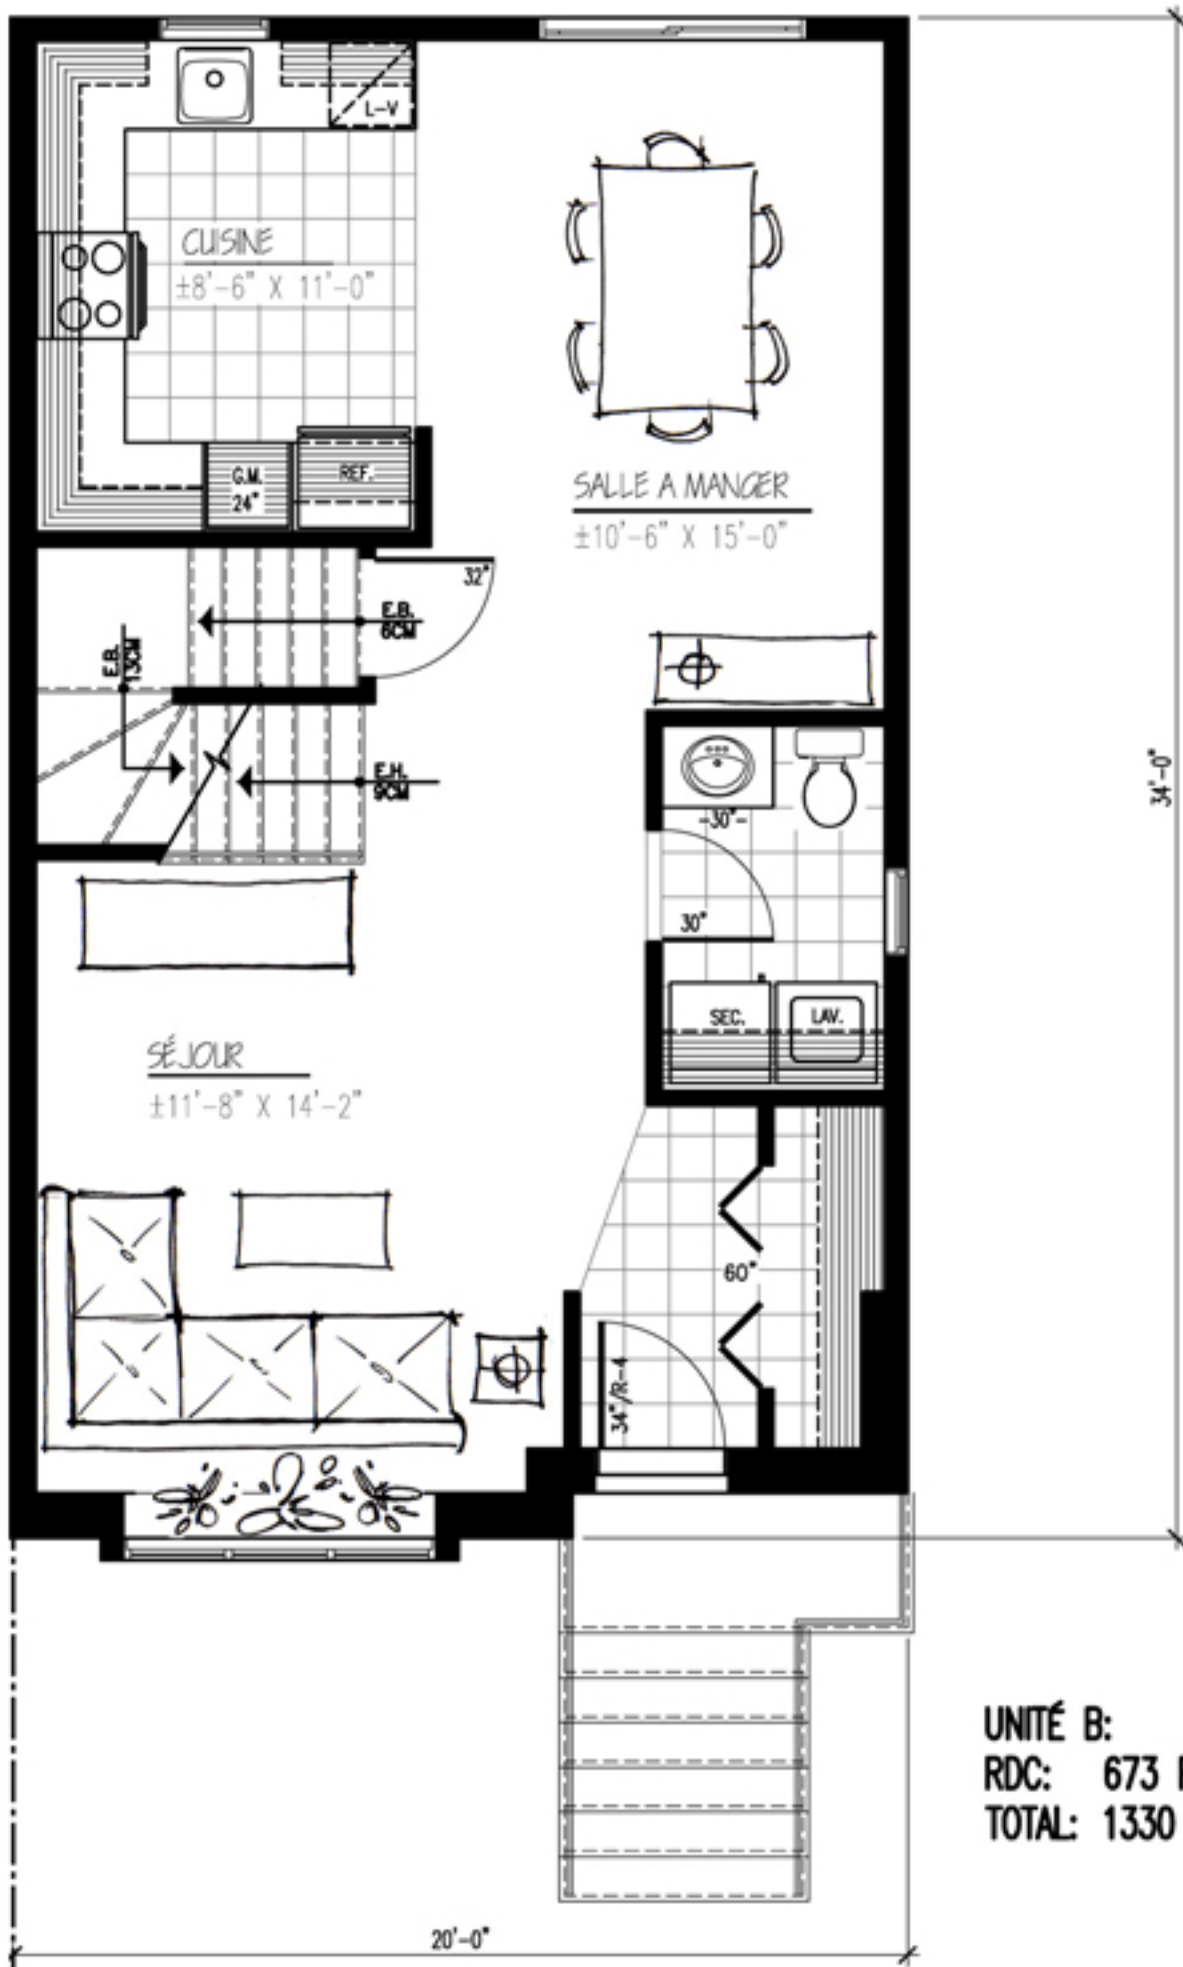 L-V
CUISINE
±8'-6" X 11'-0"
G.M.
24"
REF.
SALLE A MANGER
±10'-6" X 15'-0"
32"
E.B.
6CM
E.B.
13CM
E.H.
9CM
-30"-
30"
34'-0"
SEC.
LAV.
SÉJOUR
±11'-8" X 14'-2"
60"
34"/R-4
UNITÉ B:
RDC: 673
TOTAL: 1330
20'-0"